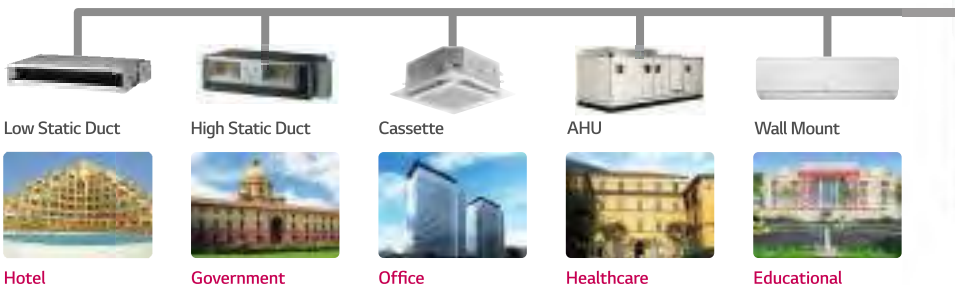 Low Static Duct
High Static Duct
Cassette
AHU
Wall Mount
Hotel
Government
Office
Healthcare
Educational